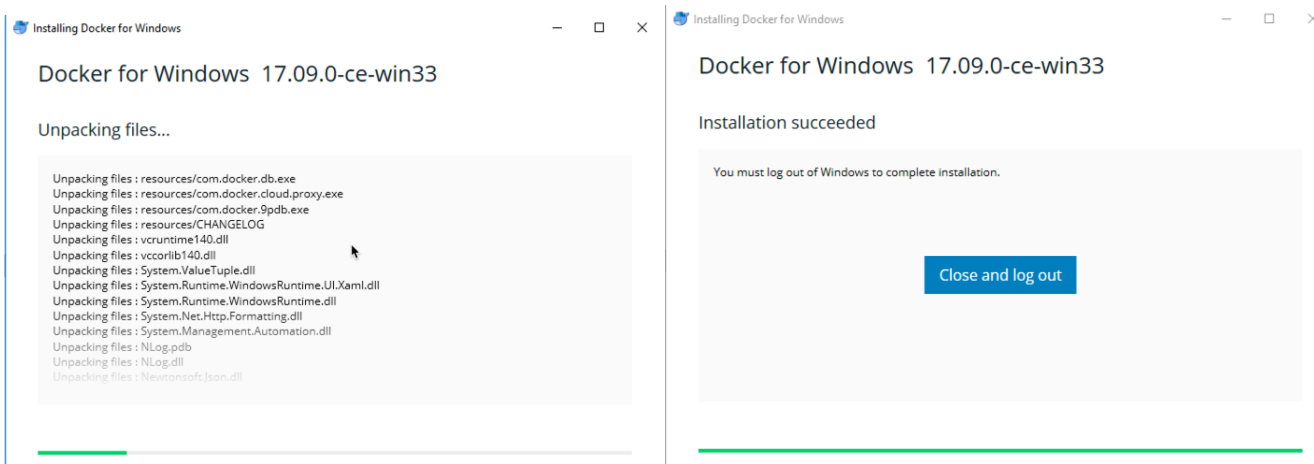 Installing Docker for Windows
Docker for Windows 17.09.0-ce-win33
Unpacking files...
Unpacking files : resources/com.docker.db.exe
Unpacking files : resources/com.docker.cloud.proxy.exe
Unpacking files : resources/com.docker.9pdb.exe
Unpacking files : resources/CHANGELOG
Unpacking files : vcruntime140.dll
Unpacking files : vccorlib140.dll
Unpacking files : System.ValueTuple.dll
Unpacking files : System.Runtime.WindowsRuntime.UI.Xaml.dll
Unpacking files : System.Runtime.WindowsRuntime.dll
Unpacking files : System.Net.Http.Formatting.dll
Unpacking files : System.Management.Automation.dll
Unpacking files : NLog.pdb
Unpacking files : NLog.dll
Unpacking files : Newtonsoft.Json.dll
Installing Docker for Windows
Docker for Windows 17.09.0-ce-win33
Installation succeeded
You must log out of Windows to complete installation.
Close and log out